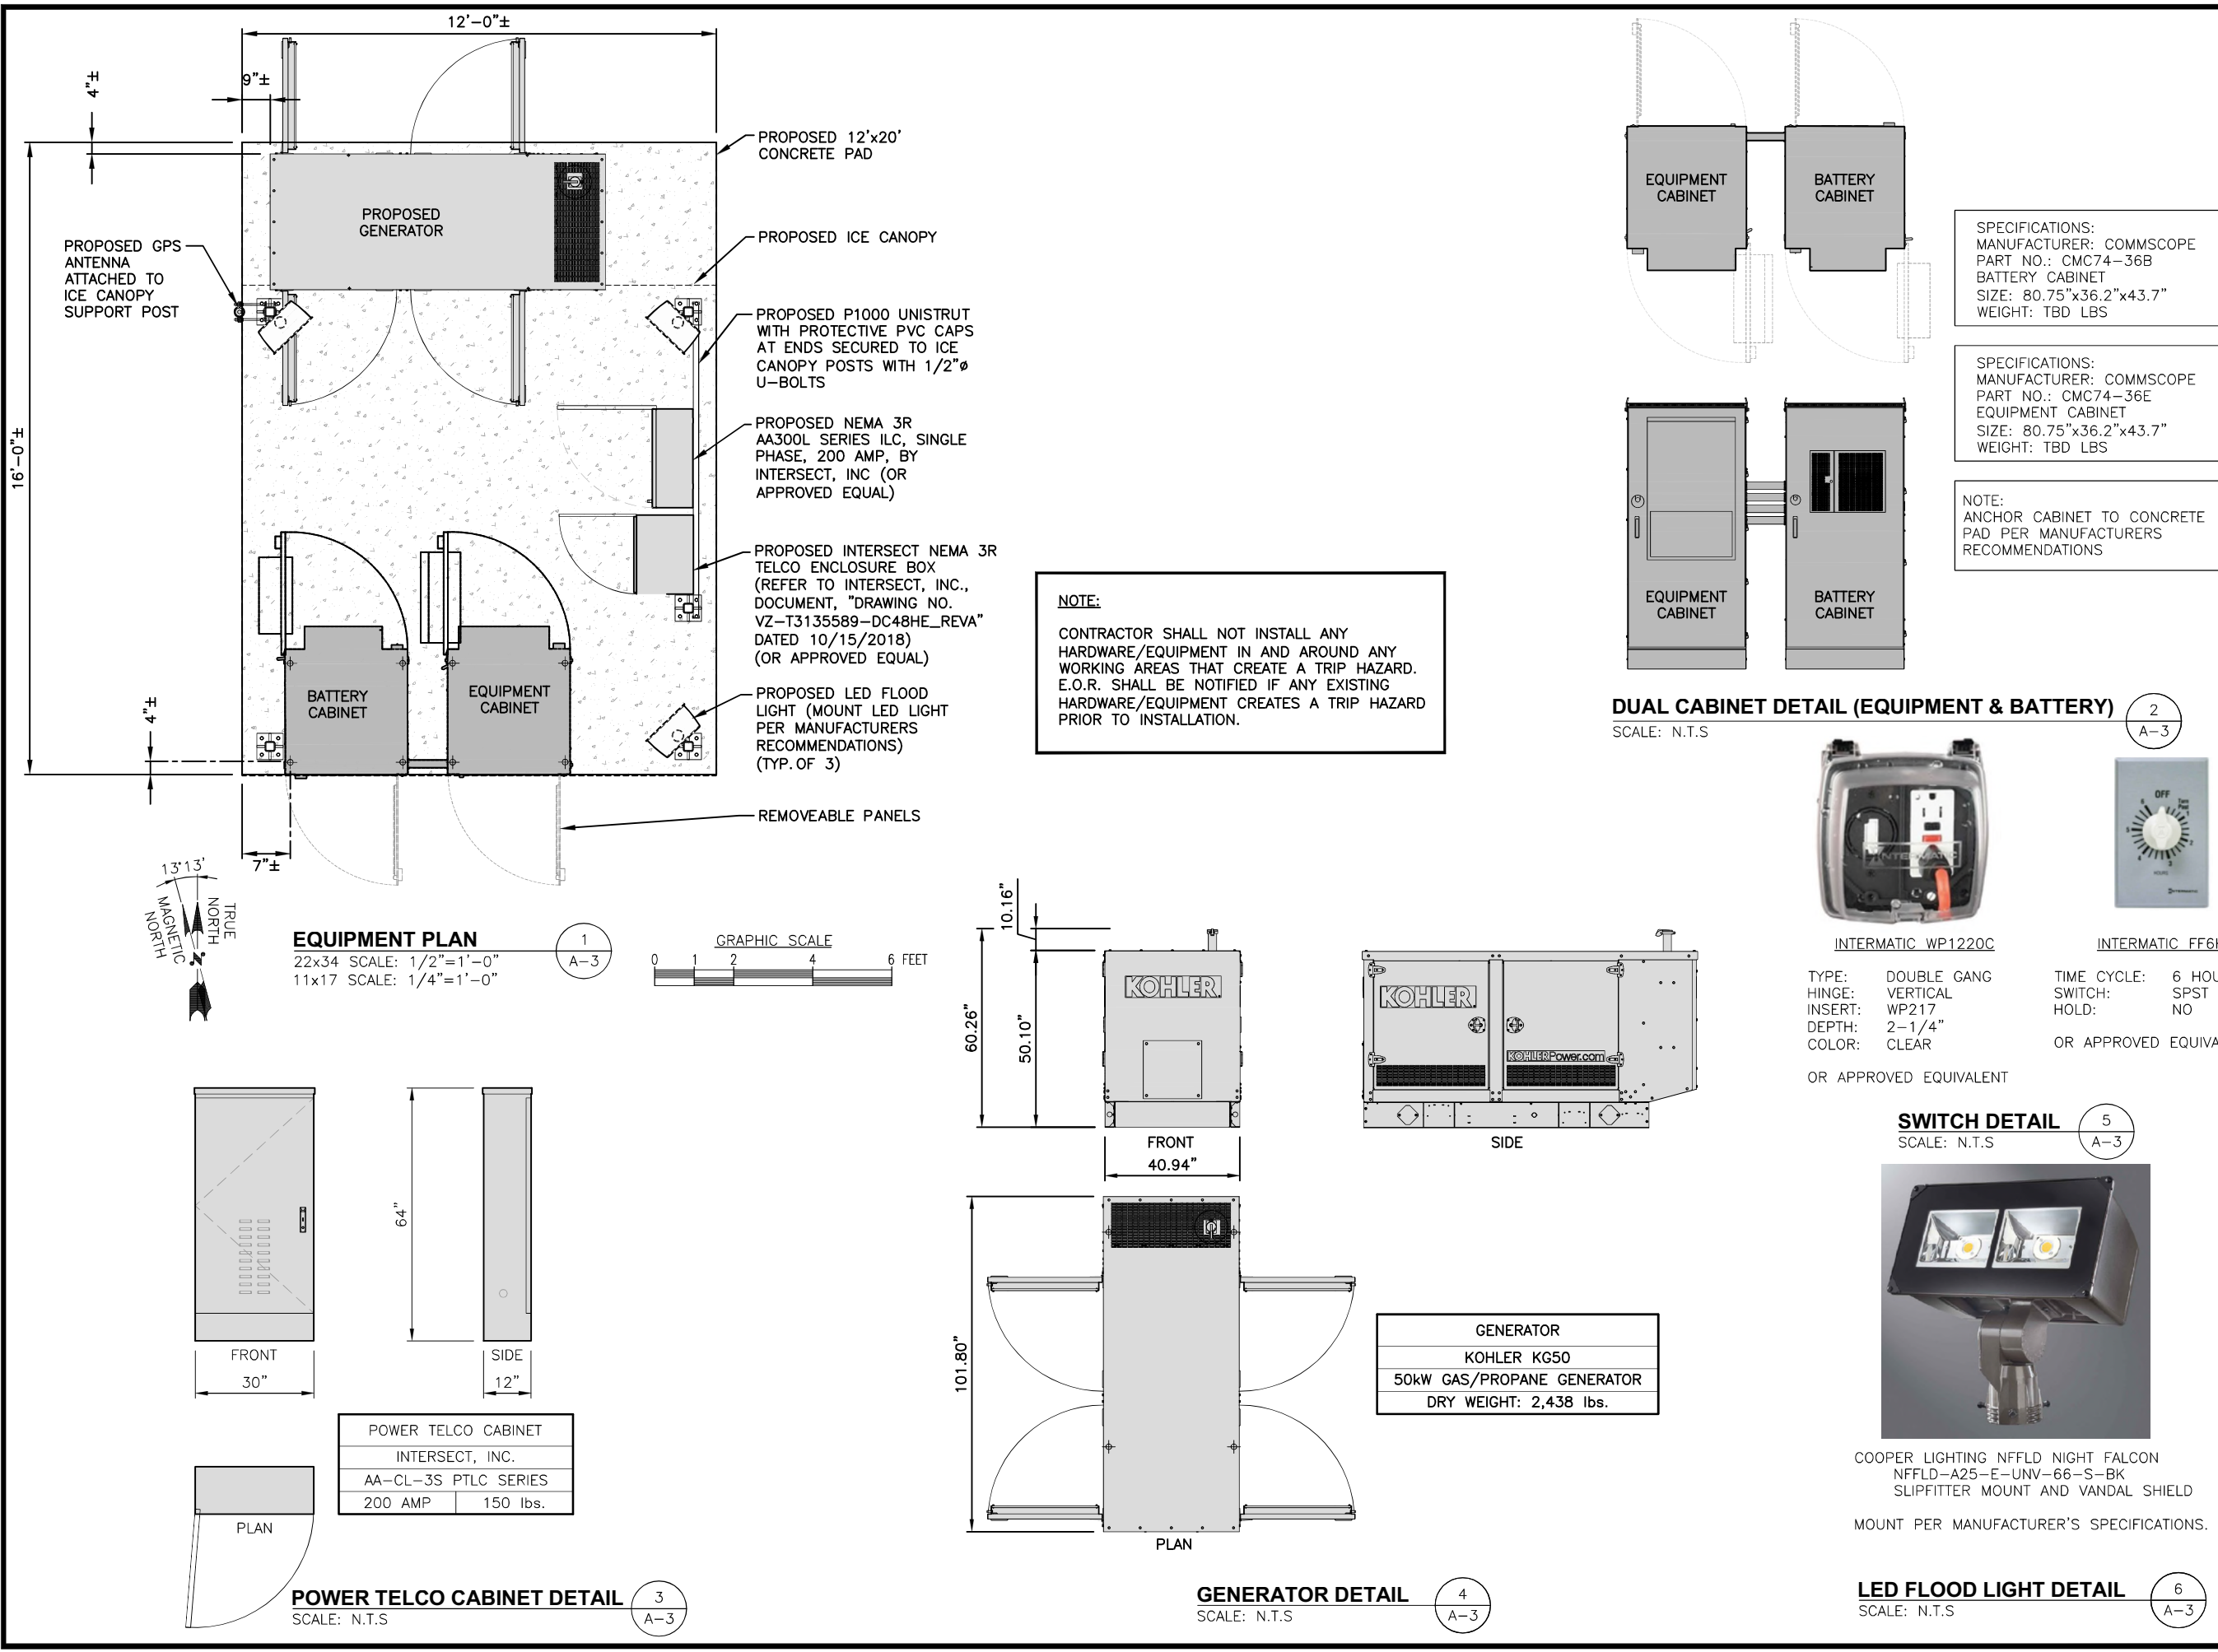 12'-0"±
4"±
9"±
16'-0"±
PROPOSED
GENERATOR
PROPOSED GPS
ANTENNA
ATTACHED TO
ICE CANOPY
SUPPORT POST
PROPOSED 12'x20'
CONCRETE PAD
PROPOSED ICE CANOPY
PROPOSED P1000 UNISTRUT
WITH PROTECTIVE PVC CAPS
AT ENDS SECURED TO ICE
CANOPY POSTS WITH 1/2"ø
U-BOLTS
PROPOSED NEMA 3R
AA300L SERIES ILC, SINGLE
PHASE, 200 AMP, BY
INTERSECT, INC (OR
APPROVED EQUAL)
PROPOSED INTERSECT NEMA 3R
TELCO ENCLOSURE BOX
(REFER TO INTERSECT, INC.,
DOCUMENT, "DRAWING NO.
VZ-T3135589-DC48HE_REVA"
DATED 10/15/2018)
(OR APPROVED EQUAL)
PROPOSED LED FLOOD
LIGHT (MOUNT LED LIGHT
PER MANUFACTURERS
RECOMMENDATIONS)
(TYP. OF 3)
REMOVEABLE PANELS
BATTERY
CABINET
EQUIPMENT
CABINET
4"±
7"±
13°13'
TRUE
NORTH
MAGNETIC
NORTH
N
EQUIPMENT PLAN
22x34 SCALE: 1/2"=1'-0"
11x17 SCALE: 1/4"=1'-0"
1
A-3
GRAPHIC SCALE
0 1 2 4 6 FEET
NOTE:
CONTRACTOR SHALL NOT INSTALL ANY
HARDWARE/EQUIPMENT IN AND AROUND ANY
WORKING AREAS THAT CREATE A TRIP HAZARD.
E.O.R. SHALL BE NOTIFIED IF ANY EXISTING
HARDWARE/EQUIPMENT CREATES A TRIP HAZARD
PRIOR TO INSTALLATION.
EQUIPMENT
CABINET
BATTERY
CABINET
EQUIPMENT
CABINET
BATTERY
CABINET
SPECIFICATIONS:
MANUFACTURER: COMMSCOPE
PART NO.: CMC74-36B
BATTERY CABINET
SIZE: 80.75"x36.2"x43.7"
WEIGHT: TBD LBS
SPECIFICATIONS:
MANUFACTURER: COMMSCOPE
PART NO.: CMC74-36E
EQUIPMENT CABINET
SIZE: 80.75"x36.2"x43.7"
WEIGHT: TBD LBS
NOTE:
ANCHOR CABINET TO CONCRETE
PAD PER MANUFACTURERS
RECOMMENDATIONS
DUAL CABINET DETAIL (EQUIPMENT & BATTERY)
SCALE: N.T.S
2
A-3
INTERMATIC
OFF
HOURS
INTERMATIC
INTERMATIC WP1220C
TYPE: DOUBLE GANG
HINGE: VERTICAL
INSERT: WP217
DEPTH: 2-1/4"
COLOR: CLEAR
OR APPROVED EQUIVALENT
INTERMATIC FF6H
TIME CYCLE: 6 HOU
SWITCH: SPST
HOLD: NO
OR APPROVED EQUIVA
SWITCH DETAIL
SCALE: N.T.S
5
A-3
FRONT
30"
64"
SIDE
12"
PLAN
POWER TELCO CABINET
INTERSECT, INC.
AA-CL-3S PTLC SERIES
200 AMP 150 lbs.
POWER TELCO CABINET DETAIL
SCALE: N.T.S
3
A-3
10.16"
60.26"
50.10"
KOHLER
FRONT
40.94"
KOHLER
KOHLERPower.com
SIDE
101.80"
PLAN
GENERATOR
KOHLER KG50
50kW GAS/PROPANE GENERATOR
DRY WEIGHT: 2,438 lbs.
GENERATOR DETAIL
SCALE: N.T.S
4
A-3
COOPER LIGHTING NFFLD NIGHT FALCON
NFFLD-A25-E-UNV-66-S-BK
SLIPFITTER MOUNT AND VANDAL SHIELD
MOUNT PER MANUFACTURER'S SPECIFICATIONS.
LED FLOOD LIGHT DETAIL
SCALE: N.T.S
6
A-3